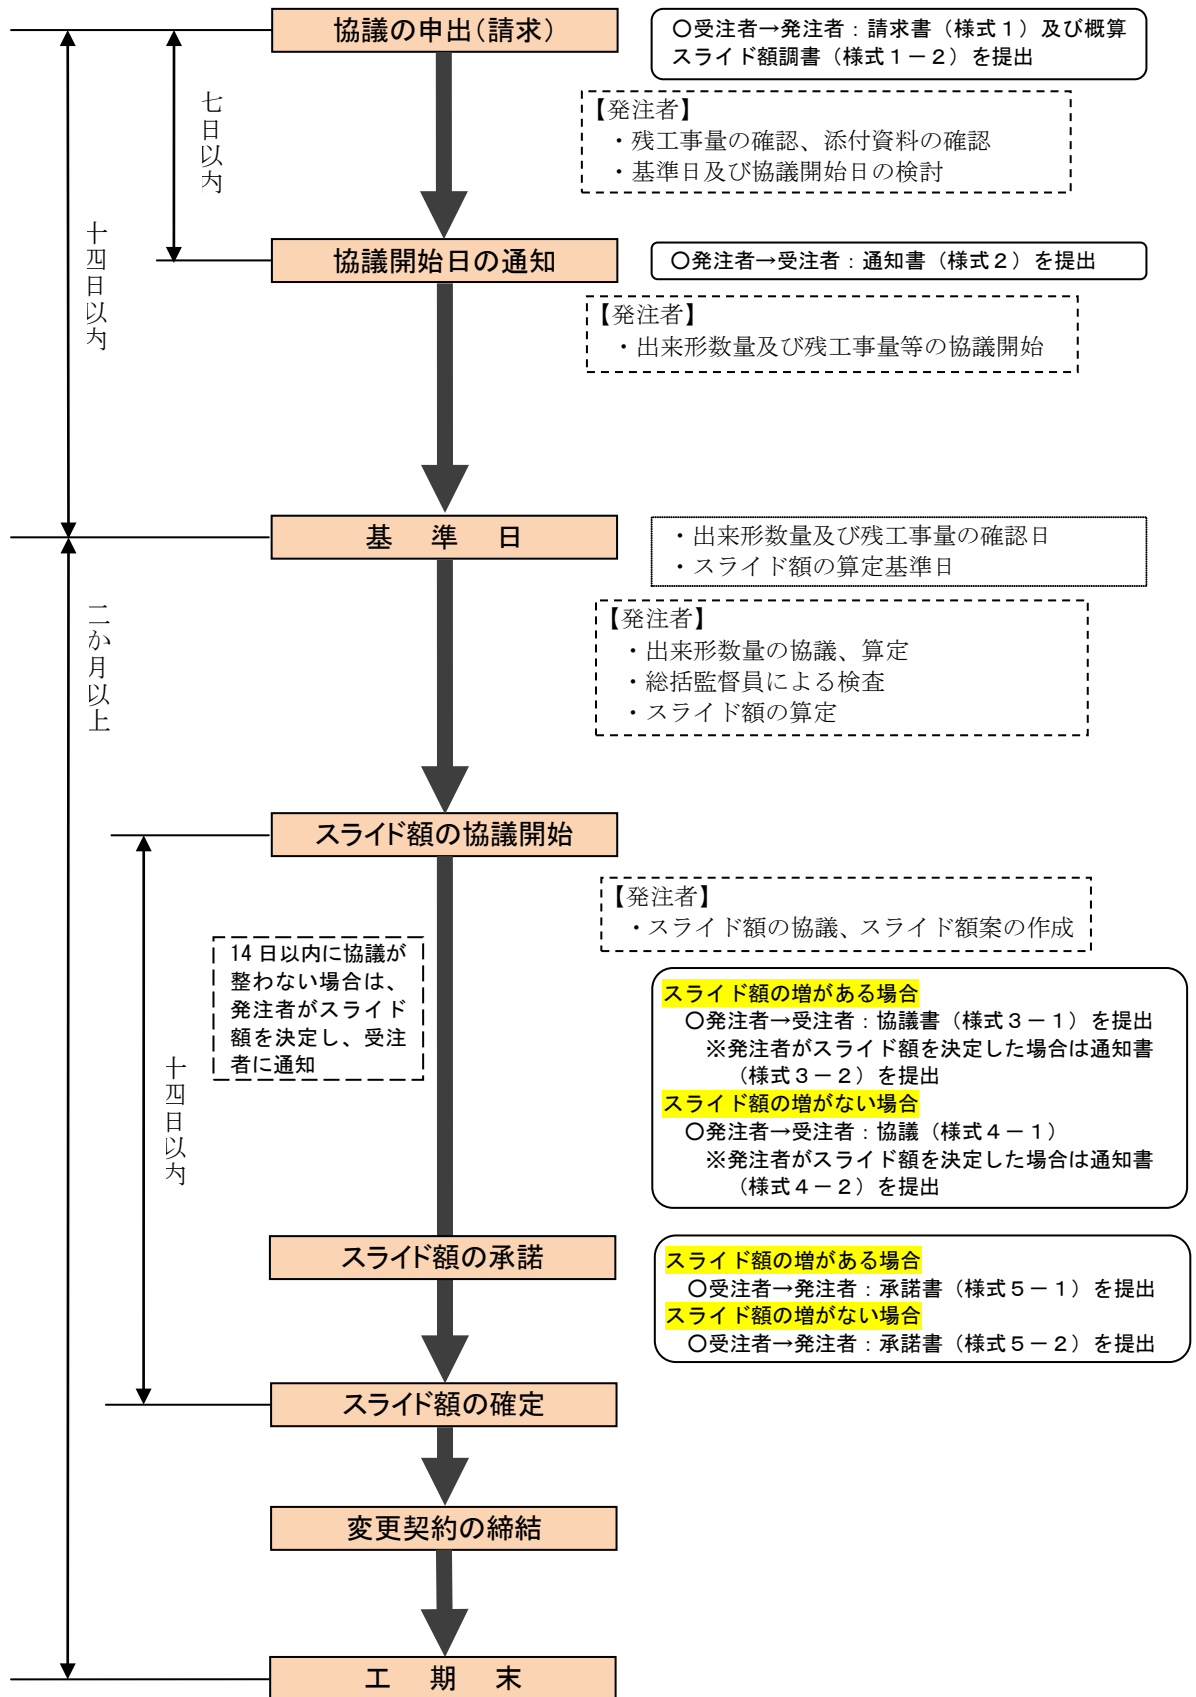 協議の申出（請求）
〇受注者→発注者：請求書（様式１）及び概算
スライド額調書（様式１－２）を提出
七日以内
【発注者】
・残工事量の確認、添付資料の確認
・基準日及び協議開始日の検討
十四日以内
協議開始日の通知
〇発注者→受注者：通知書（様式２）を提出
【発注者】
・出来形数量及び残工事量等の協議開始
基　準　日
・出来形数量及び残工事量の確認日
・スライド額の算定基準日
二か月以上
【発注者】
・出来形数量の協議、算定
・総括監督員による検査
・スライド額の算定
スライド額の協議開始
【発注者】
・スライド額の協議、スライド額案の作成
14 日以内に協議が
整わない場合は、
発注者がスライド
額を決定し、受注
者に通知
十四日以内
スライド額の増がある場合
〇発注者→受注者：協議書（様式３－１）を提出
※発注者がスライド額を決定した場合は通知書
（様式３－２）を提出
スライド額の増がない場合
〇発注者→受注者：協議（様式４－１）
※発注者がスライド額を決定した場合は通知書
（様式４－２）を提出
スライド額の承諾
スライド額の増がある場合
〇受注者→発注者：承諾書（様式５－１）を提出
スライド額の増がない場合
〇受注者→発注者：承諾書（様式５－２）を提出
スライド額の確定
変更契約の締結
工　期　末